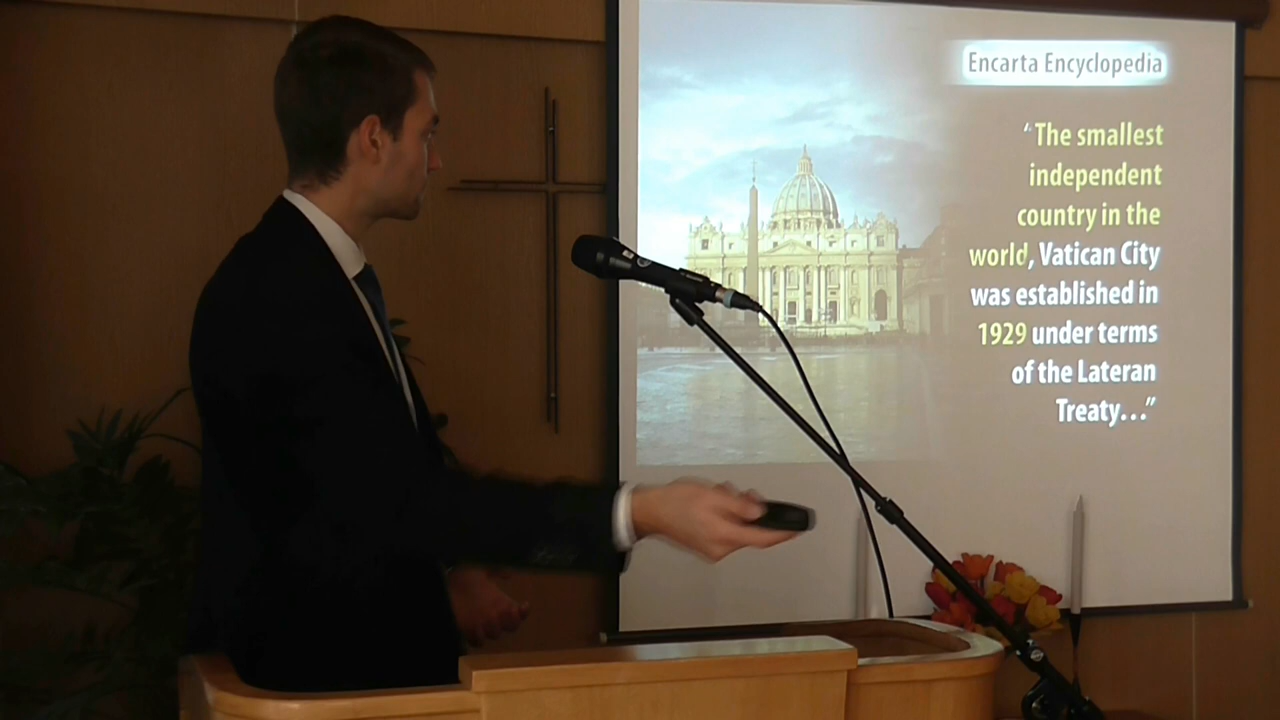 Encarta Encyclopedia
“The smallest
independent
country in the
world, Vatican City
was established in
1929 under terms
of the Lateran
Treaty…”